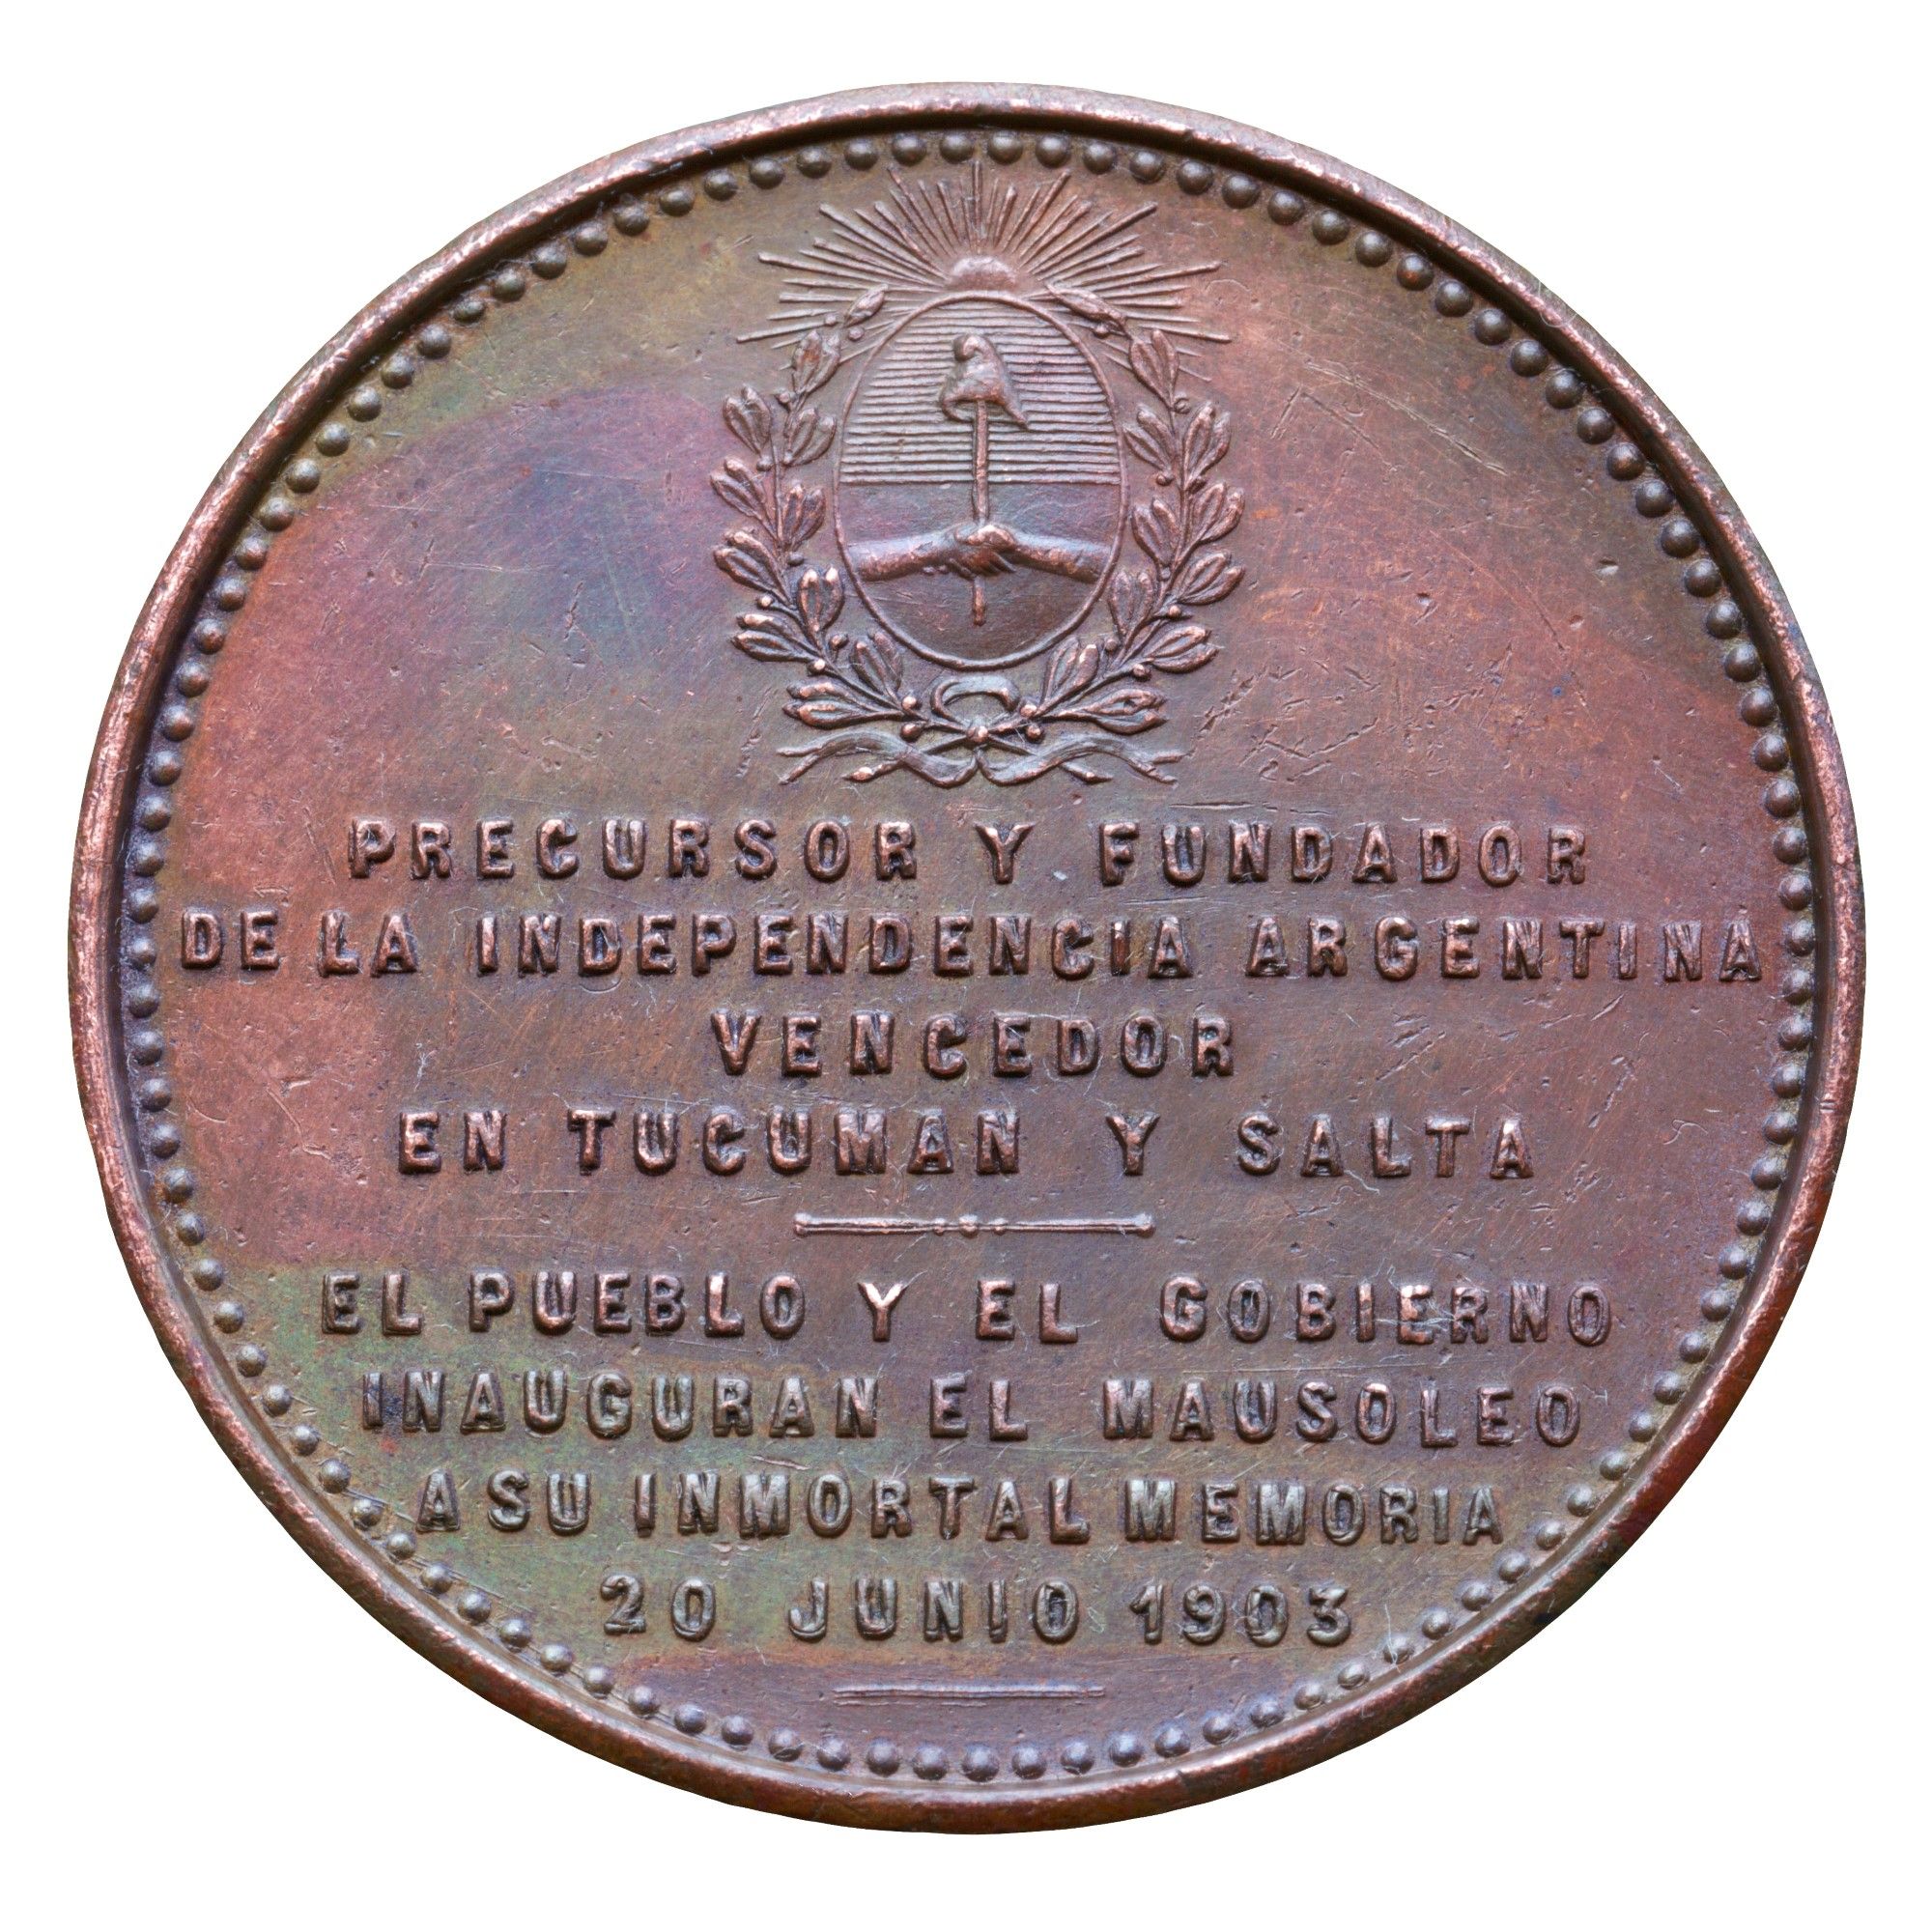 PRECURSOR Y FUNDADOR
DE LA INDEPENDENCIA ARGENTINA
VENCEDOR
EN TUCUMAN Y SALTA
EL PUEBLO Y EL GOBIERNO
INAUGURAN EL MAUSOLEO
A SU INMORTAL MEMORIA
20 JUNIO 1903